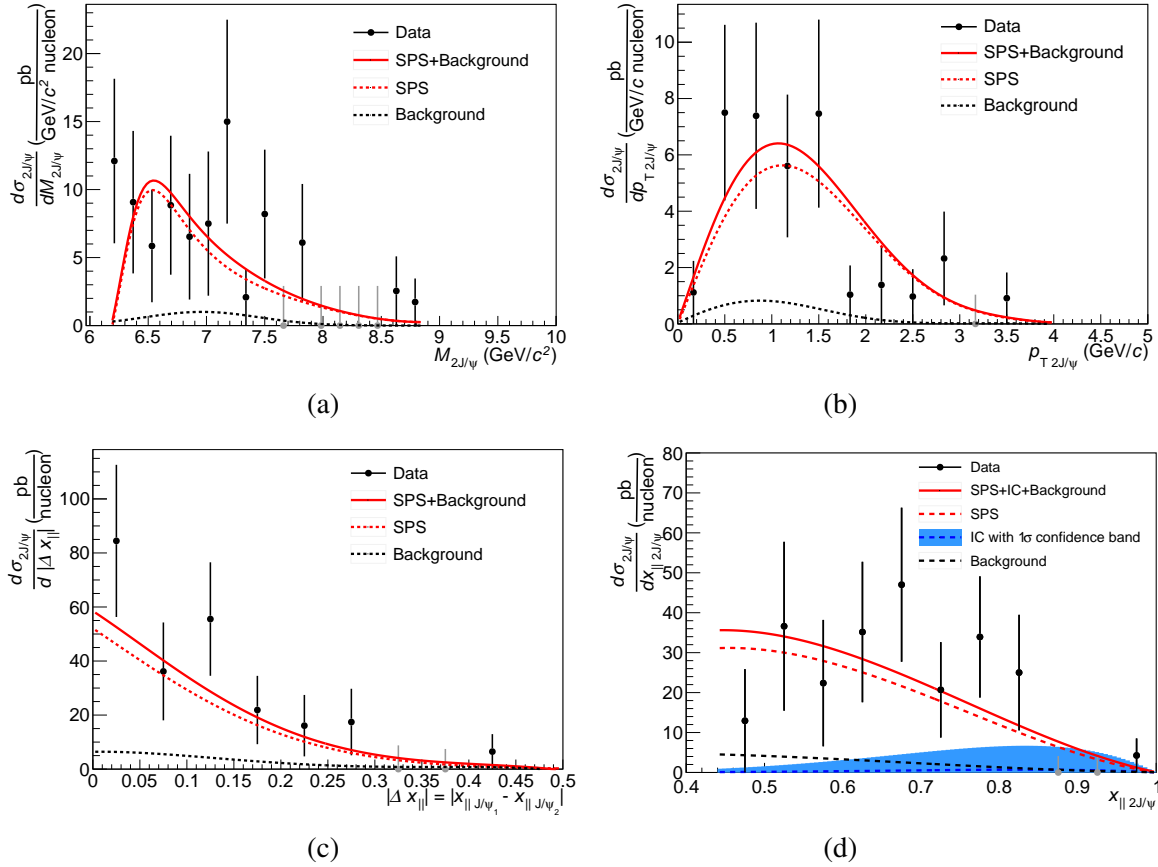 dσ2J/ψ / dM2J/ψ ( pb / GeV/c² nucleon )
20
15
10
5
0
Data
SPS+Background
SPS
Background
6 6.5 7 7.5 8 8.5 9 9.5 10
M2J/ψ (GeV/c²)
(a)
dσ2J/ψ / dpT 2J/ψ ( pb / GeV/c nucleon )
10
8
6
4
2
0
Data
SPS+Background
SPS
Background
0 0.5 1 1.5 2 2.5 3 3.5 4 4.5 5
pT 2J/ψ (GeV/c)
(b)
dσ2J/ψ / d |Δ x||| ( pb / nucleon )
100
80
60
40
20
0
Data
SPS+Background
SPS
Background
0 0.05 0.1 0.15 0.2 0.25 0.3 0.35 0.4 0.45 0.5
|Δ x||| = |x|| J/ψ1 - x|| J/ψ2|
(c)
dσ2J/ψ / dx|| 2J/ψ ( pb / nucleon )
80
70
60
50
40
30
20
10
0
Data
SPS+IC+Background
SPS
IC with 1σ confidence band
Background
0.4 0.5 0.6 0.7 0.8 0.9 1
x|| 2J/ψ
(d)